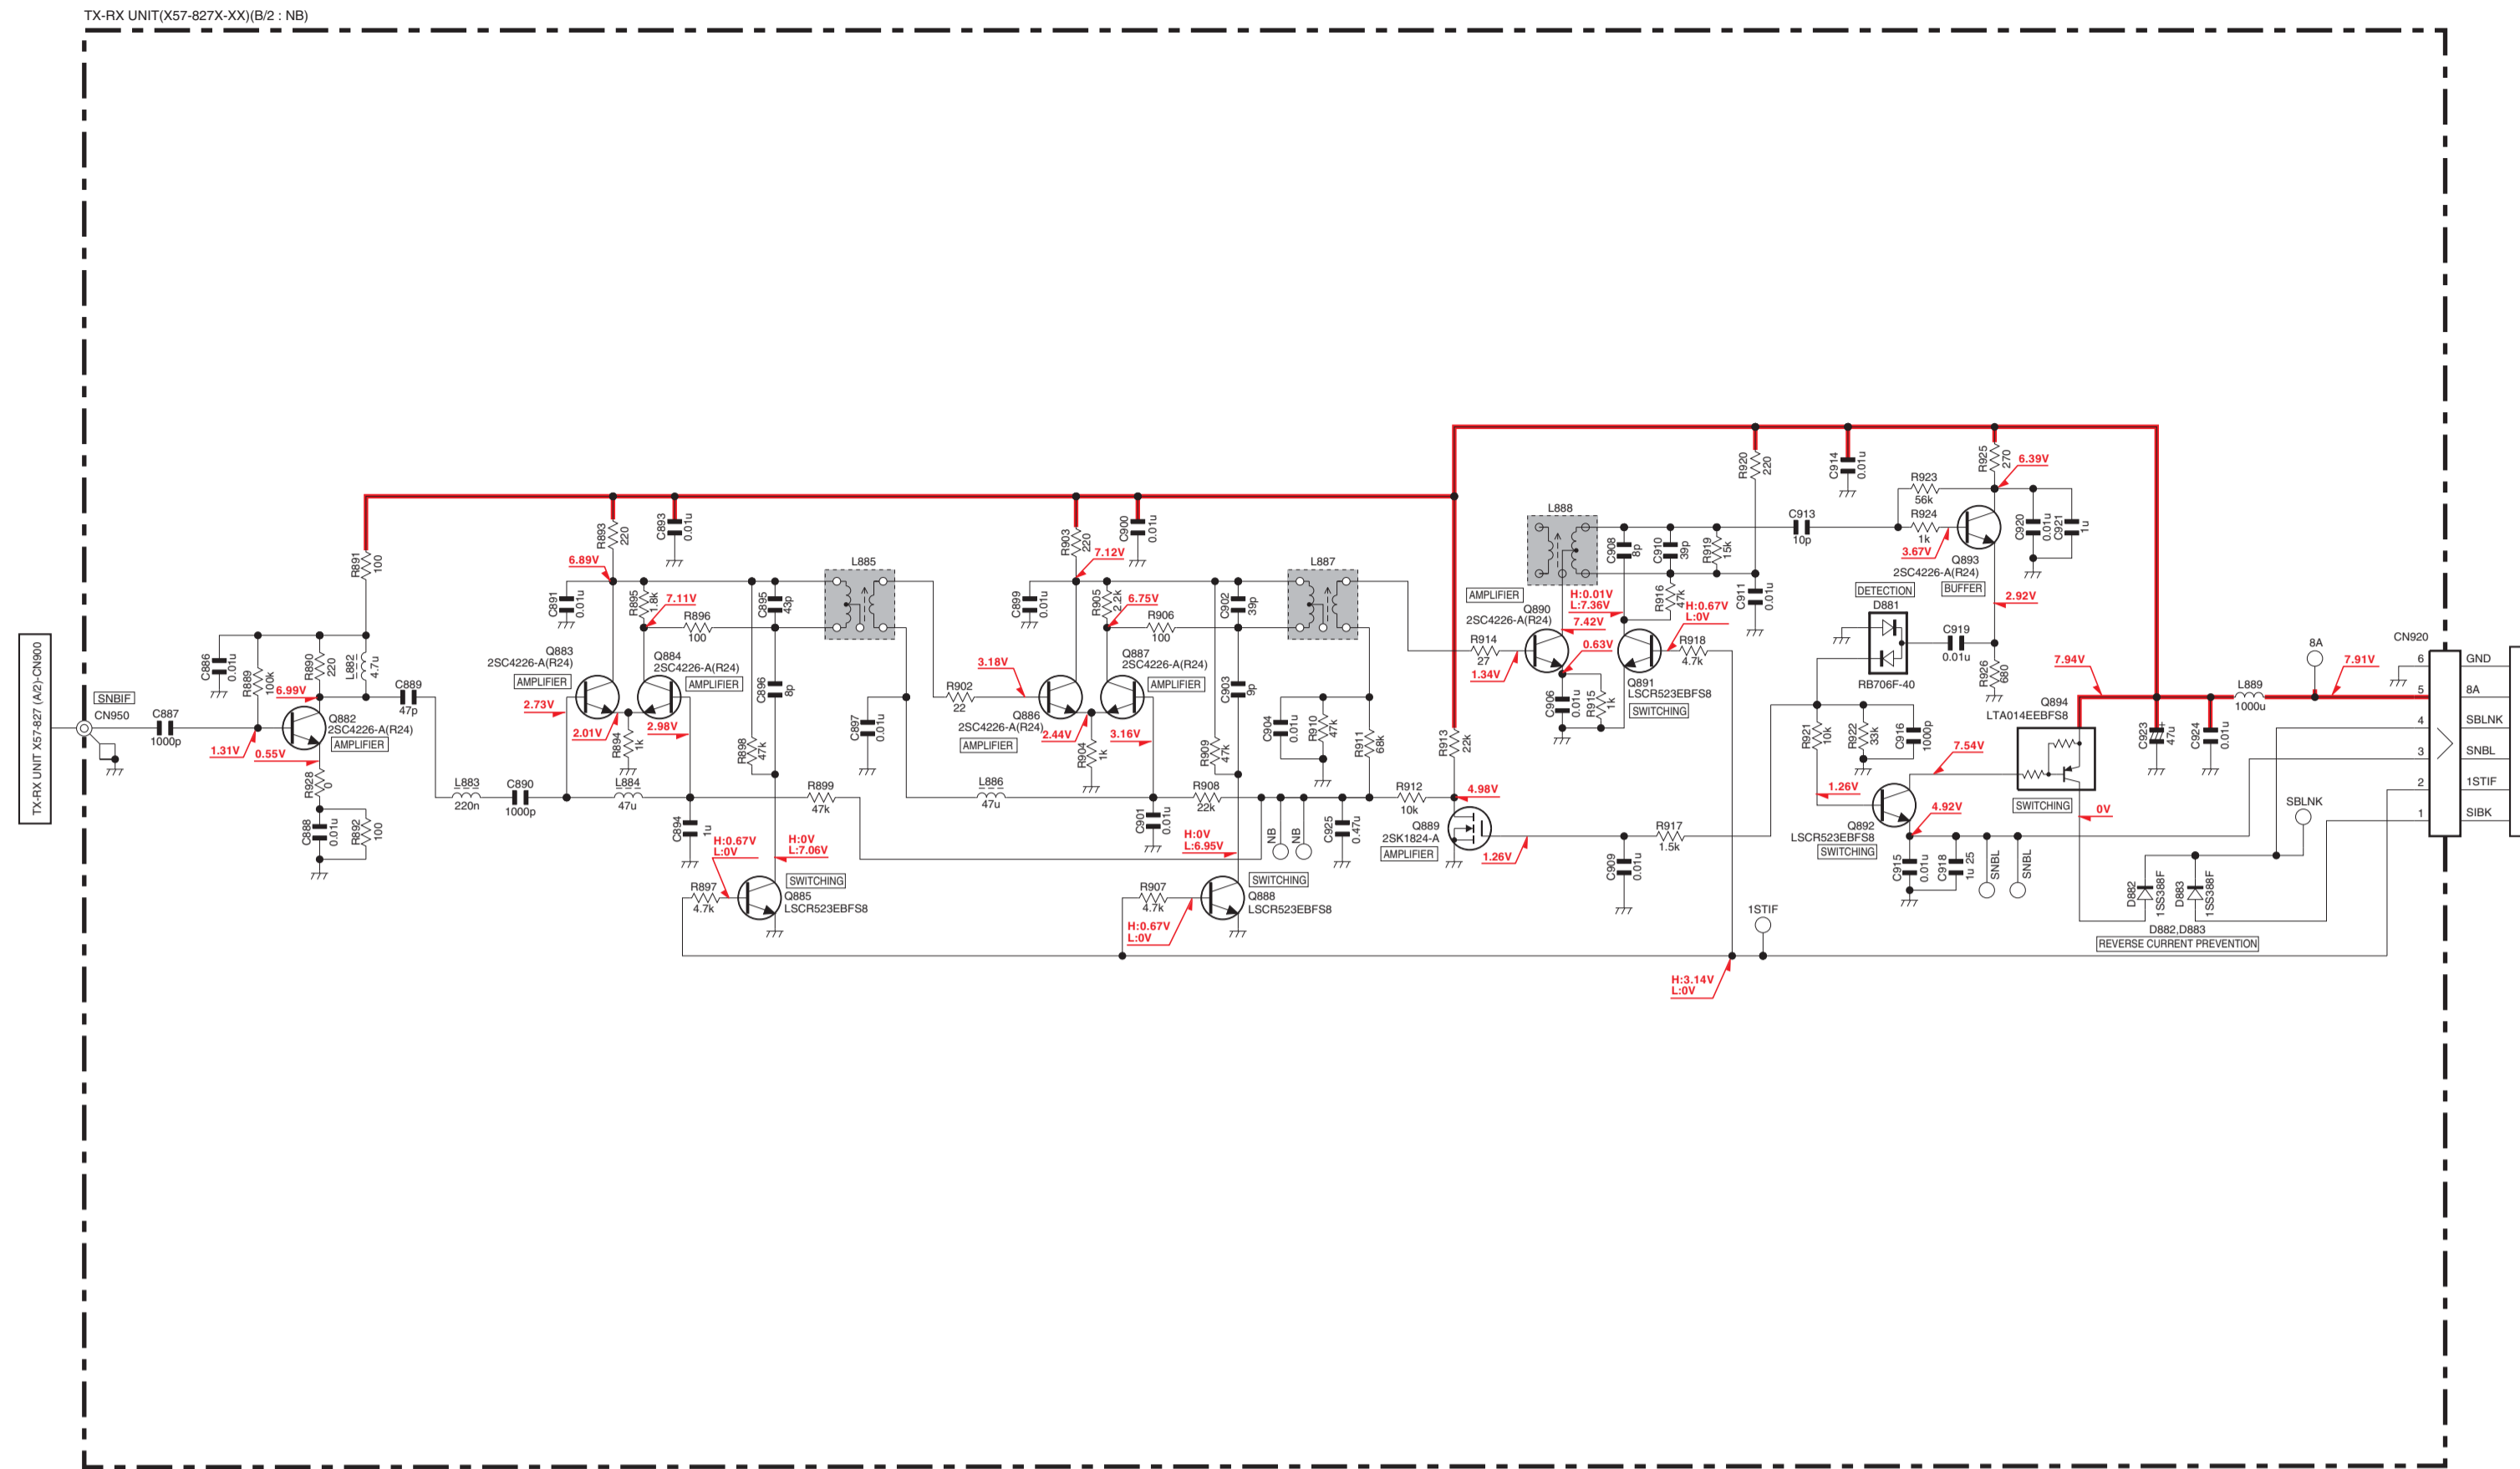 TX-RX UNIT(X57-827X-XX)(B/2 : NB)
TX-RX UNIT X57-827 (A/2)-CN900
SNBIF
CN950
C887
1000p
1.31V
0.55V
C886
0.01u
R889
100k
R890
220
L882
4.7u
R891
100
6.99V
Q882
2SC4226-A(R24)
AMPLIFIER
R928
0
C888
0.01u
R892
100
C889
47p
L883
220n
C890
1000p
L884
47u
Q883
2SC4226-A(R24)
AMPLIFIER
2.73V
2.01V
R894
1k
2.98V
6.89V
C891
0.01u
R893
220
C893
0.01u
R895
1.8k
7.11V
R896
100
Q884
2SC4226-A(R24)
AMPLIFIER
C894
1u
R898
47k
C895
43p
C896
8p
L885
R899
47k
H:0.67V
L:0V
H:0V
L:7.06V
R897
4.7k
SWITCHING
Q885
LSCR523EBFS8
C897
0.01u
R902
22
L886
47u
3.18V
Q886
2SC4226-A(R24)
AMPLIFIER
2.44V
R904
1k
3.16V
C899
0.01u
R903
220
7.12V
C900
0.01u
R905
2.2k
6.75V
R906
100
Q887
2SC4226-A(R24)
AMPLIFIER
C901
0.01u
R908
22k
R909
47k
C902
39p
C903
9p
L887
H:0V
L:6.95V
R907
4.7k
H:0.67V
L:0V
SWITCHING
Q888
LSCR523EBFS8
C904
0.01u
R910
47k
R911
68k
NB
NB
C925
0.47u
R912
10k
R913
22k
4.98V
Q889
2SK1824-A
AMPLIFIER
1.26V
L888
AMPLIFIER
Q890
2SC4226-A(R24)
R914
27
1.34V
C906
0.01u
R915
1k
0.63V
7.42V
H:0.01V
L:7.36V
C908
8p
C910
39p
R919
15k
R916
47k
H:0.67V
L:0V
R918
4.7k
Q891
LSCR523EBFS8
SWITCHING
R920
220
C911
0.01u
C909
0.01u
R917
1.5k
H:3.14V
L:0V
1STIF
C913
10p
C914
0.01u
R923
56k
R924
1k
3.67V
R925
270
6.39V
Q893
2SC4226-A(R24)
BUFFER
C920
0.01u
C921
1u
2.92V
DETECTION
D881
RB706F-40
C919
0.01u
R926
680
R921
10k
R922
33k
C916
1000p
1.26V
Q892
LSCR523EBFS8
SWITCHING
7.54V
4.92V
C915
0.01u
C918
1u 25
SNBL
SNBL
Q894
LTA014EEBFS8
SWITCHING
7.94V
0V
C923
47u
+
C924
0.01u
L889
1000u
8A
7.91V
SBLNK
D882
1SS388F
D883
1SS388F
D882,D883
REVERSE CURRENT PREVENTION
CN920
6
GND
5
8A
4
SBLNK
3
SNBL
2
1STIF
1
SIBK